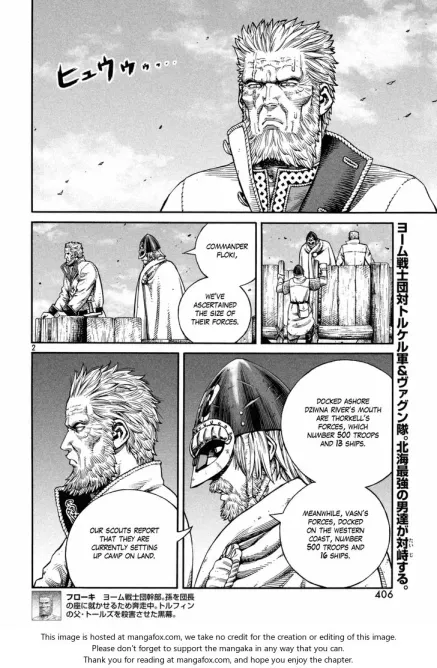 ヒュウゥゥ・・・
COMMANDER
FLOKI,
WE'VE
ASCERTAINED
THE SIZE OF
THEIR FORCES.
ヨーム戦士団対トルケル軍&ヴァグン隊。北海最強の男達が対峙する。
たいじ
2
DOCKED ASHORE
DZIWNA RIVER'S MOUTH
ARE THORKELL'S
FORCES, WHICH
NUMBER 500 TROOPS
AND 13 SHIPS.
OUR SCOUTS REPORT
THAT THEY ARE
CURRENTLY SETTING
UP CAMP ON LAND.
MEANWHILE, VAGN'S
FORCES, DOCKED
ON THE WESTERN
COAST, NUMBER
500 TROOPS AND
16 SHIPS.
406
フローキ ヨーム戦士団幹部。孫を団長
の座に就かせるため奔走中。トルフィン
の父・トールズを殺害させた黒幕。
This image is hosted at mangafox.com, we take no credit for the creation or editing of this image.
Please don't forget to support the mangaka in any way that you can.
Thank you for reading at mangafox.com, and hope you enjoy the chapter.